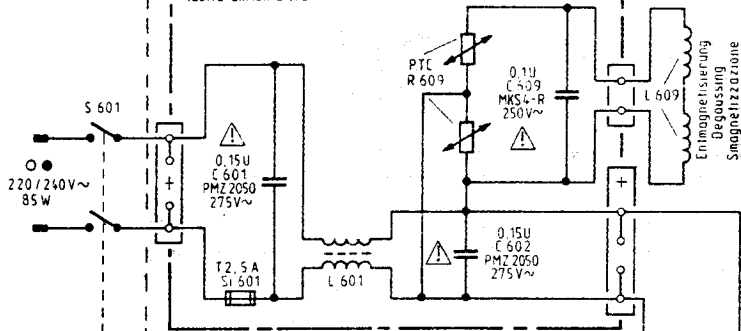 S 601
220/240V~
85W
0,15U
C 601
PMZ 2050
275V~
T2,5A
Si 601
L 601
PTC
R 609
0,1U
C 609
MKS4-R
250V~
0,15U
C 602
PMZ 2050
275V~
L 609
Entmagnetisierung
Degaussing
Smagnetizzazione